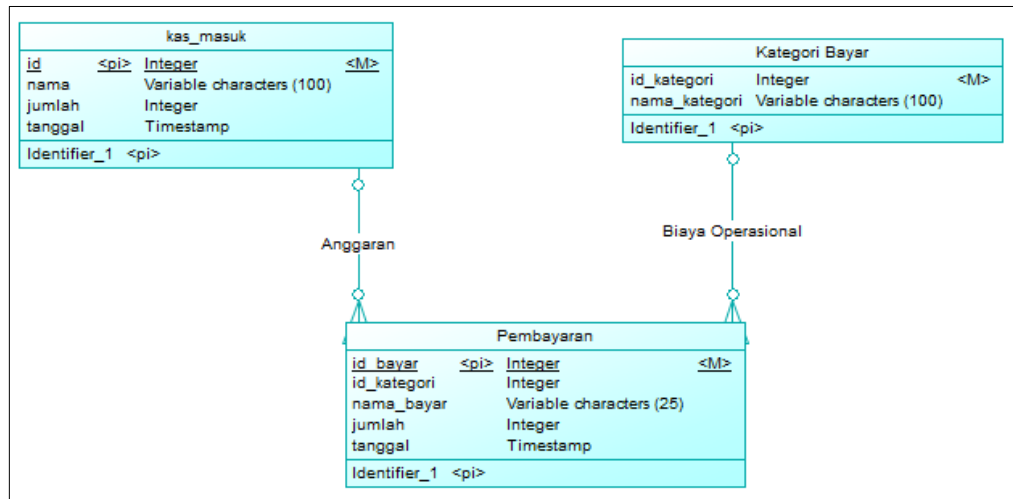 kas_masuk
id <pi> Integer <M>
nama Variable characters (100)
jumlah Integer
tanggal Timestamp
Identifier_1 <pi>
Kategori Bayar
id_kategori Integer <M>
nama_kategori Variable characters (100)
Identifier_1 <pi>
Anggaran
Biaya Operasional
Pembayaran
id_bayar <pi> Integer <M>
id_kategori Integer
nama_bayar Variable characters (25)
jumlah Integer
tanggal Timestamp
Identifier_1 <pi>